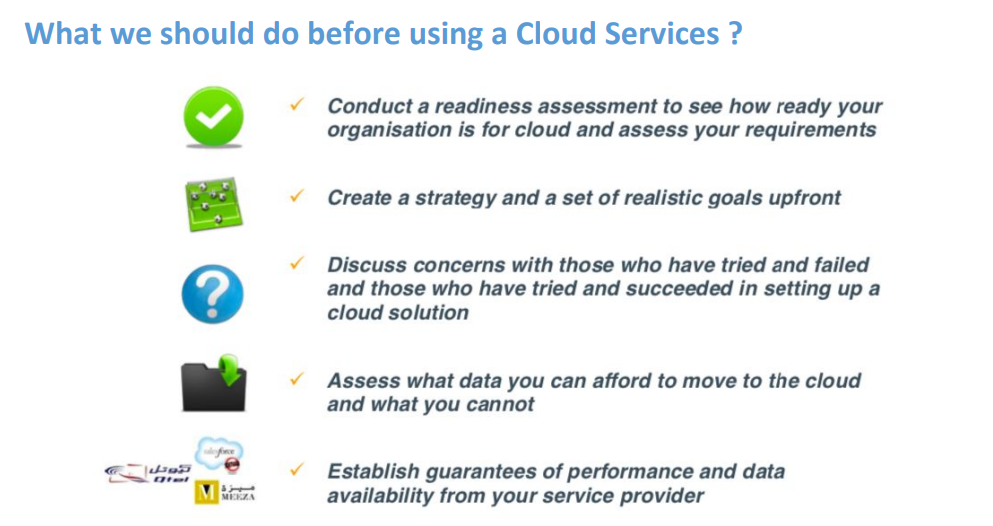 What we should do before using a Cloud Services ?
✓ Conduct a readiness assessment to see how ready your
organisation is for cloud and assess your requirements
✓ Create a strategy and a set of realistic goals upfront
✓ Discuss concerns with those who have tried and failed
and those who have tried and succeeded in setting up a
cloud solution
✓ Assess what data you can afford to move to the cloud
and what you cannot
salesforce
كيوتل
Qtel
ميزة
MEEZA
✓ Establish guarantees of performance and data
availability from your service provider